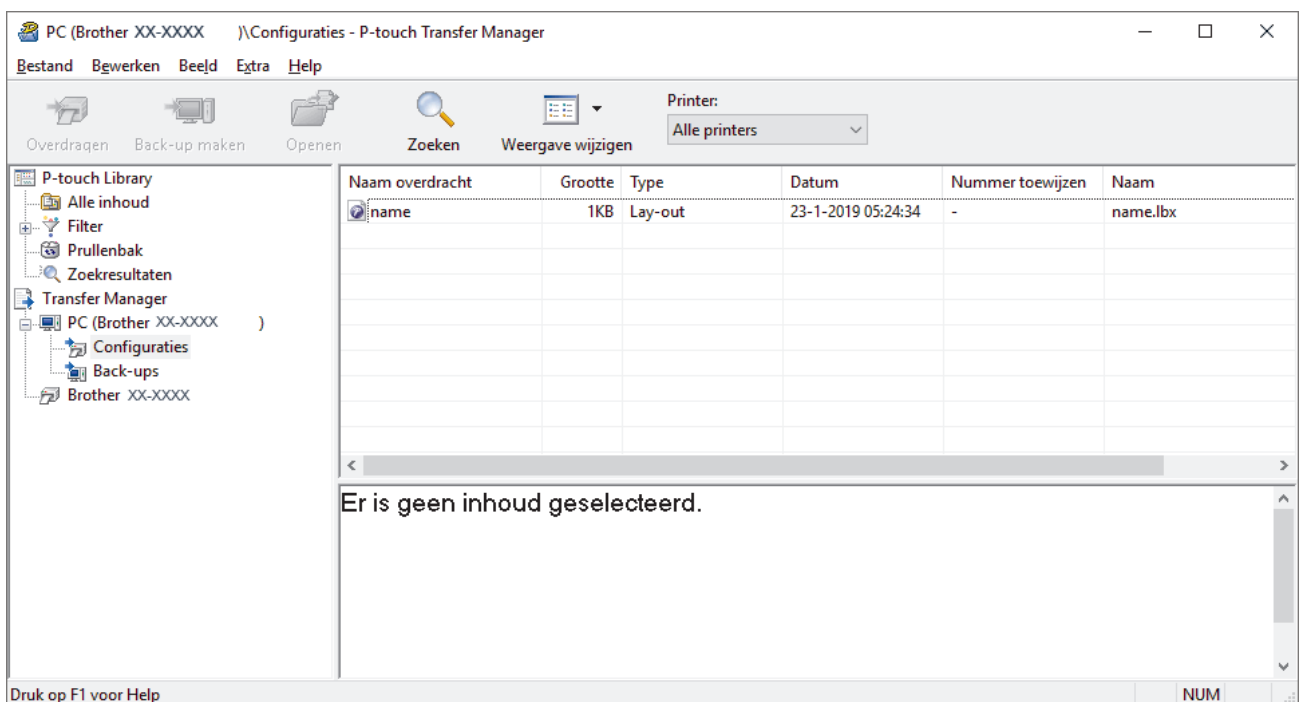 PC (Brother XX-XXXX )\Configuraties - P-touch Transfer Manager
Bestand Bewerken Beeld Extra Help
Overdragen Back-up maken Openen Zoeken Weergave wijzigen
Printer:
Alle printers
P-touch Library
Alle inhoud
Filter
Prullenbak
Zoekresultaten
Transfer Manager
PC (Brother XX-XXXX )
Configuraties
Back-ups
Brother XX-XXXX
Naam overdracht Grootte Type Datum Nummer toewijzen Naam
name 1KB Lay-out 23-1-2019 05:24:34 - name.lbx
Er is geen inhoud geselecteerd.
Druk op F1 voor Help NUM